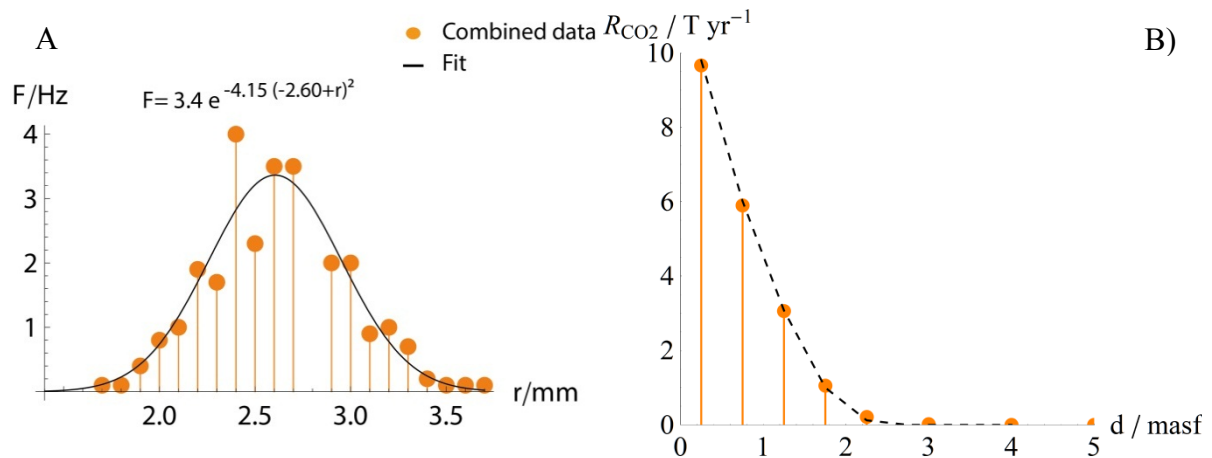 A
Combined data
Fit
F/Hz
F= 3.4 e^-4.15 (-2.60+r)²
4
3
2
1
2.0 2.5 3.0 3.5
r/mm
R_CO2 / T yr⁻¹
B)
10
8
6
4
2
0
0 1 2 3 4 5
d / masf